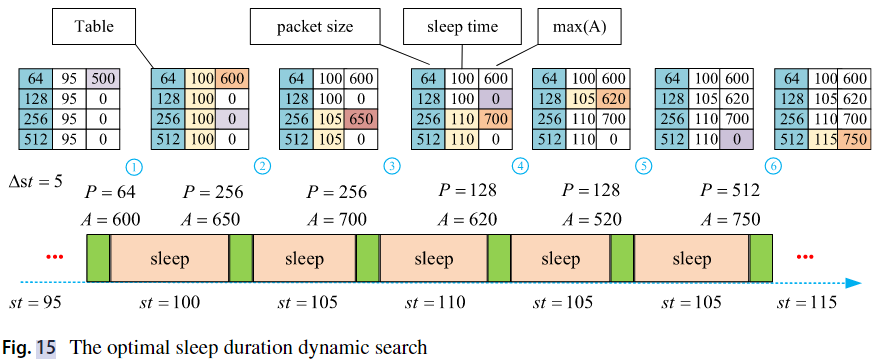 Table packet size sleep time max(A)
64 95 500 64 100 600 64 100 600 64 100 600 64 100 600 64 100 600 64 100 600
128 95 0 128 100 0 128 100 0 128 100 0 128 105 620 128 105 620 128 105 620
256 95 0 256 100 0 256 105 650 256 110 700 256 110 700 256 110 700 256 110 700
512 95 0 512 100 0 512 105 0 512 110 0 512 110 0 512 110 0 512 115 750
① ② ③ ④ ⑤ ⑥
Δst = 5 P = 64 P = 256 P = 256 P = 128 P = 128 P = 512
A = 600 A = 650 A = 700 A = 620 A = 520 A = 750
••• sleep sleep sleep sleep sleep •••
st = 95 st = 100 st = 105 st = 110 st = 105 st = 105 st = 115
Fig. 15 The optimal sleep duration dynamic search